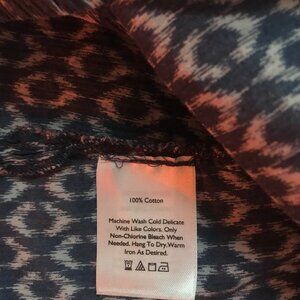 100% Cotton
Machine Wash Cold Delicate
With Like Colors. Only
Non-Chlorine Bleach When
Needed. Hang To Dry.Warm
Iron As Desired.